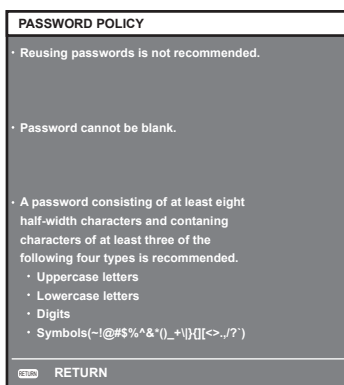 PASSWORD POLICY
・Reusing passwords is not recommended.
・Password cannot be blank.
・A password consisting of at least eight
half-width characters and contaning
characters of at least three of the
following four types is recommended.
・Uppercase letters
・Lowercase letters
・Digits
・Symbols(~!@#$%^&*()_+\|}{][<>.,/?`)
RETURN RETURN